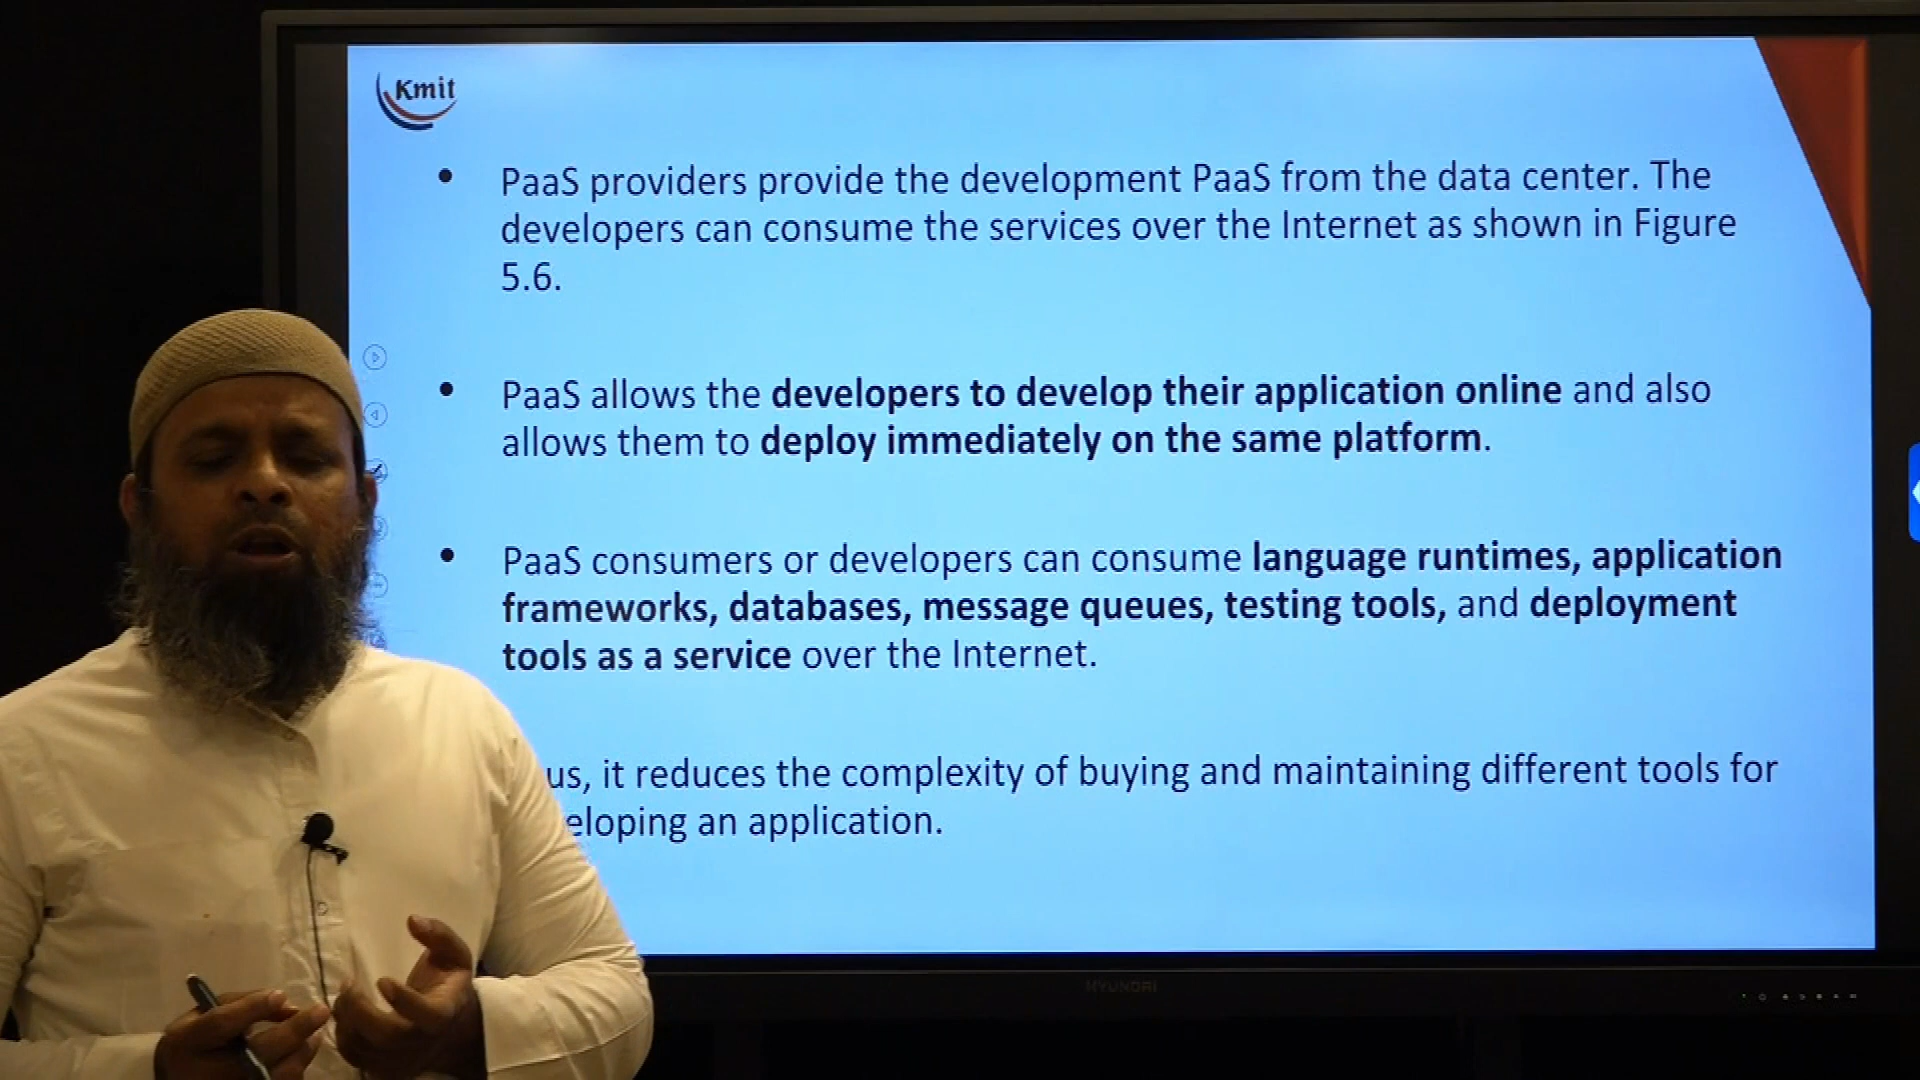 Kmit
• PaaS providers provide the development PaaS from the data center. The
developers can consume the services over the Internet as shown in Figure
5.6.
• PaaS allows the developers to develop their application online and also
allows them to deploy immediately on the same platform.
• PaaS consumers or developers can consume language runtimes, application
frameworks, databases, message queues, testing tools, and deployment
tools as a service over the Internet.
us, it reduces the complexity of buying and maintaining different tools for
eloping an application.
HYUNDAI